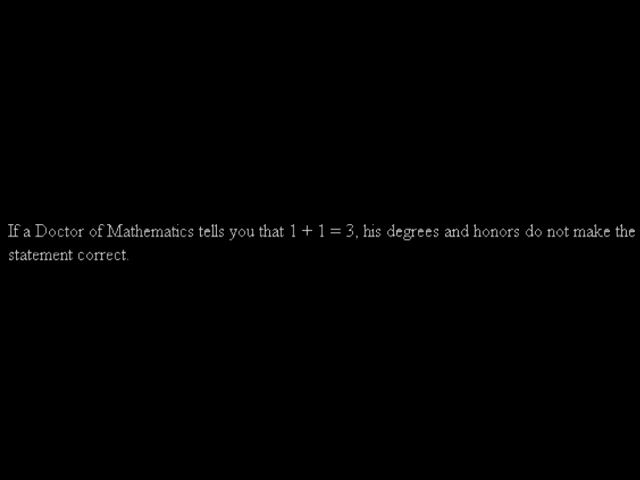 If a Doctor of Mathematics tells you that 1 + 1 = 3, his degrees and honors do not make the
statement correct.